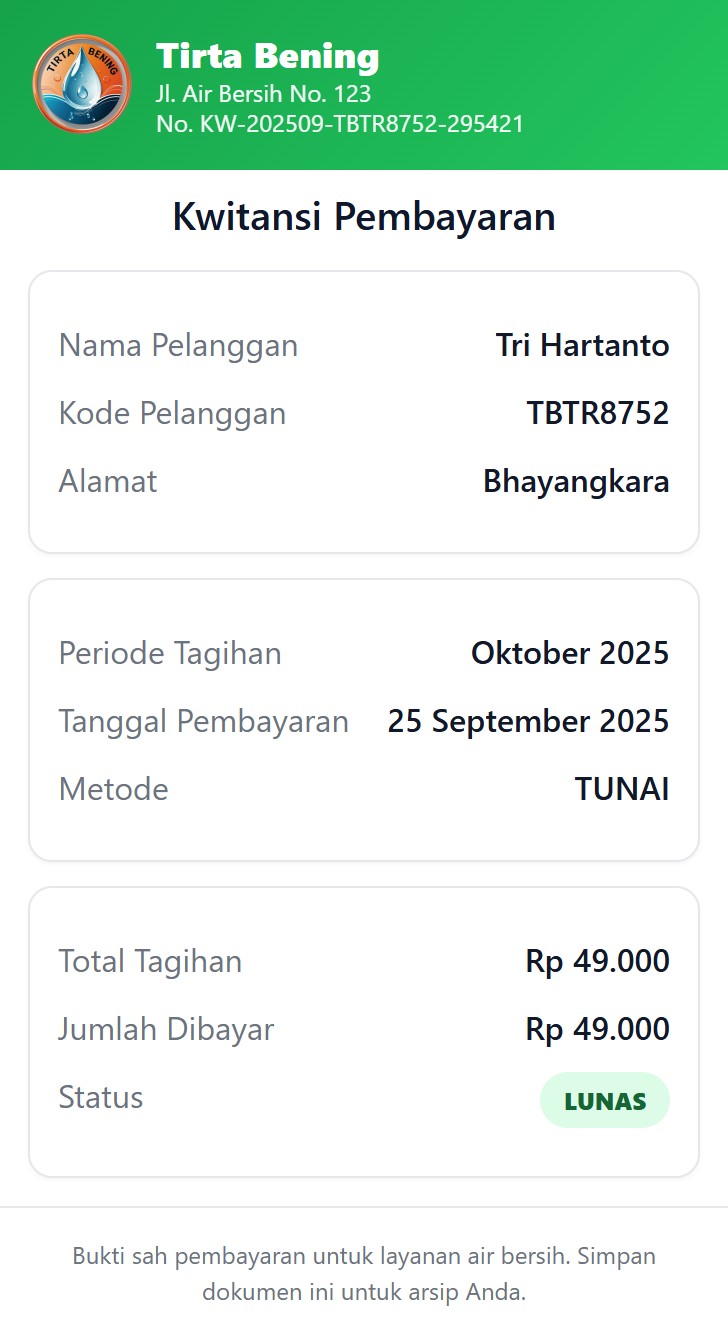 TIRTA BENING
Tirta Bening
Jl. Air Bersih No. 123
No. KW-202509-TBTR8752-295421
Kwitansi Pembayaran
Nama Pelanggan Tri Hartanto
Kode Pelanggan TBTR8752
Alamat Bhayangkara
Periode Tagihan Oktober 2025
Tanggal Pembayaran 25 September 2025
Metode TUNAI
Total Tagihan Rp 49.000
Jumlah Dibayar Rp 49.000
Status LUNAS
Bukti sah pembayaran untuk layanan air bersih. Simpan
dokumen ini untuk arsip Anda.